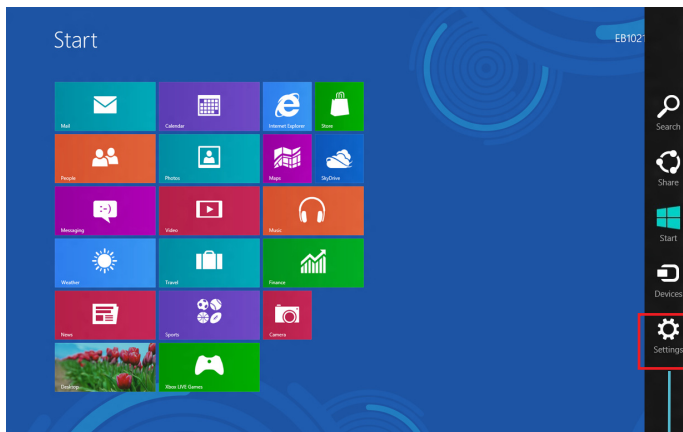 Start
EB102
Mail
Calendar
Internet Explorer
Store
People
Photos
Maps
SkyDrive
Messaging
:-)
Video
Music
Weather
Travel
Finance
News
Sports
Camera
Desktop
Xbox LIVE Games
Search
Share
Start
Devices
Settings